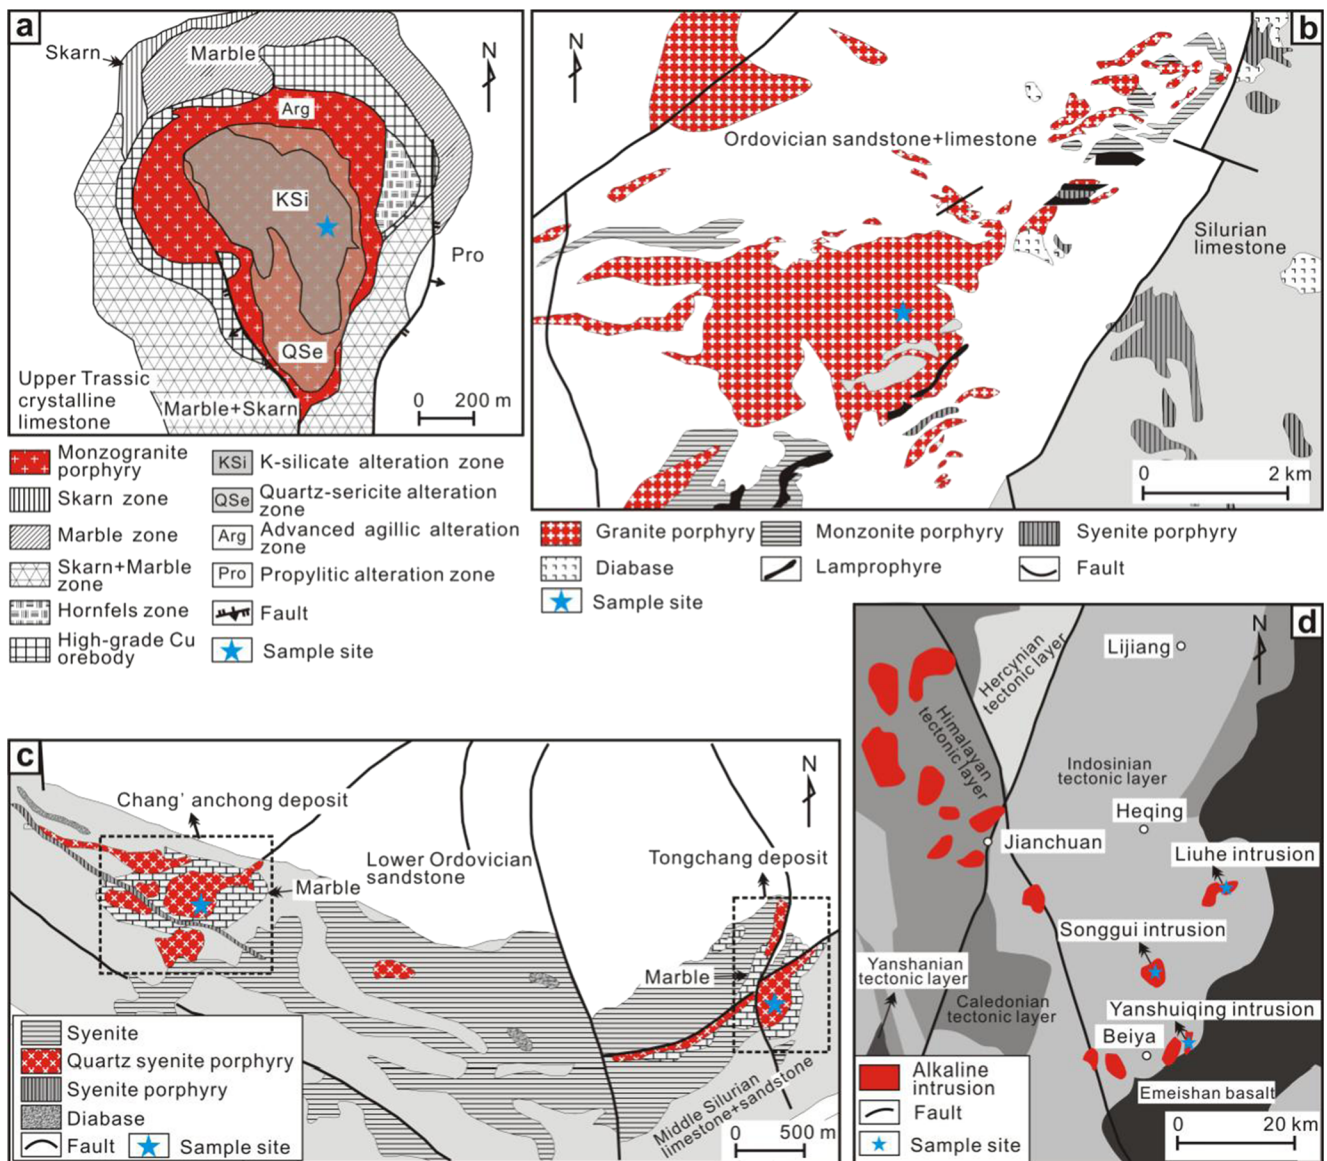 a
Skarn
Marble
N
Arg
KSi
Pro
QSe
Upper Trassic
crystalline
limestone
Marble+Skarn
0 200 m
Monzogranite
porphyry
Skarn zone
Marble zone
Skarn+Marble
zone
Hornfels zone
High-grade Cu
orebody
KSi K-silicate alteration zone
QSe Quartz-sericite alteration
zone
Arg Advanced agillic alteration
zone
Pro Propylitic alteration zone
Fault
Sample site
b
N
Ordovician sandstone+limestone
Silurian
limestone
0 2 km
Granite porphyry
Monzonite porphyry
Syenite porphyry
Diabase
Lamprophyre
Fault
Sample site
c
N
Chang' anchong deposit
Lower Ordovician
sandstone
Marble
Tongchang deposit
Marble
Middle Silurian
limestone+sandstone
0 500 m
Syenite
Quartz syenite porphyry
Syenite porphyry
Diabase
Fault
Sample site
d
N
Lijiang
Hercynian
tectonic layer
Himalayan
tectonic layer
Indosinian
tectonic layer
Heqing
Jianchuan
Liuhe intrusion
Songgui intrusion
Yanshanian
tectonic layer
Caledonian
tectonic layer
Yanshuiqing intrusion
Beiya
Emeishan basalt
Alkaline
intrusion
Fault
Sample site
0 20 km